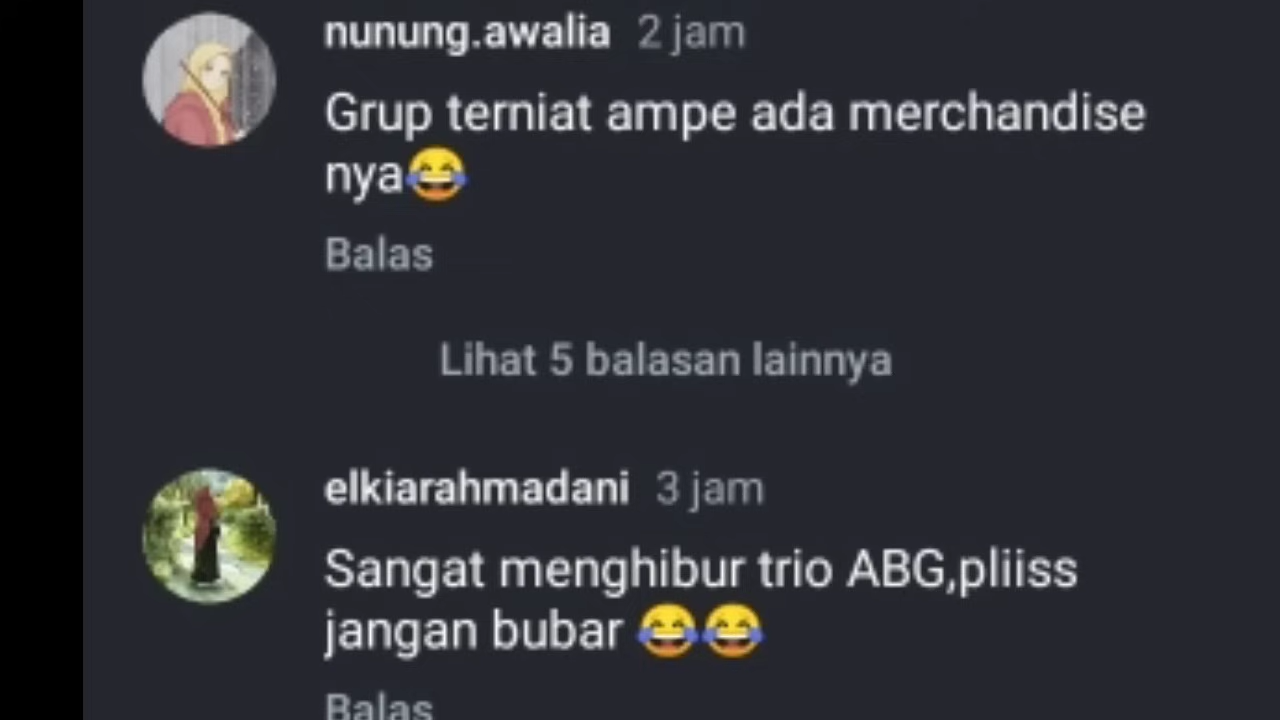 nunung.awalia 2 jam
Grup terniat ampe ada merchandise
nya😂
Balas
Lihat 5 balasan lainnya
elkiarahmadani 3 jam
Sangat menghibur trio ABG,pliiss
jangan bubar 😂😂
Balas